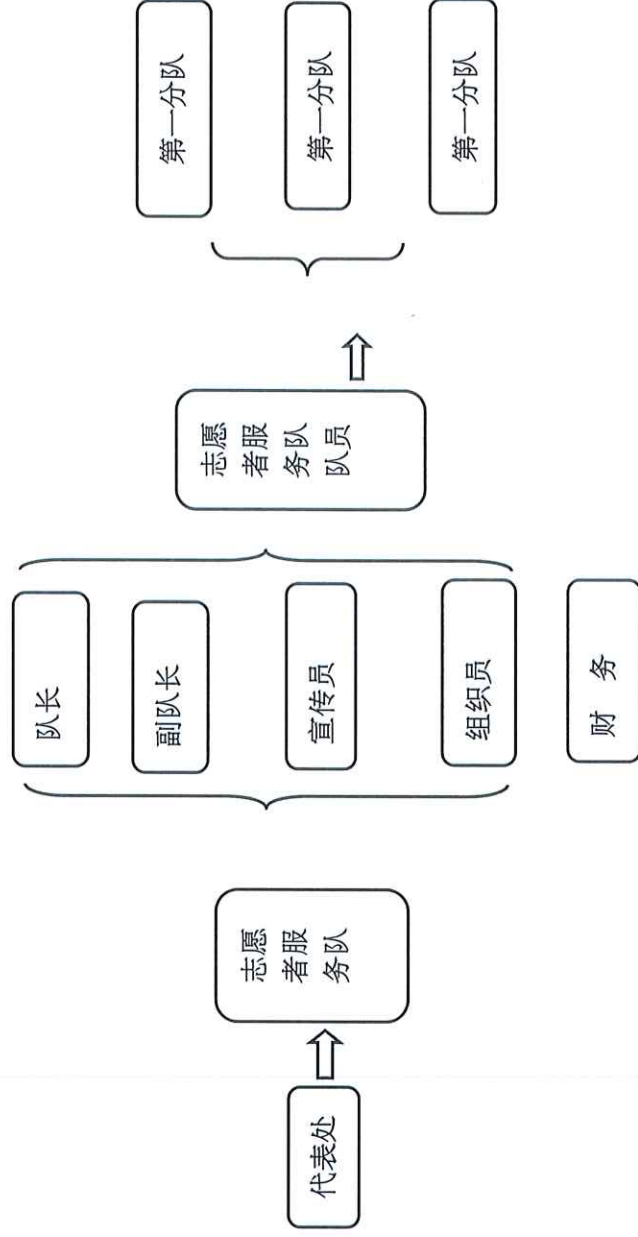 代表处
志愿
者服
务队
队长
副队长
宣传员
组织员
财 务
志愿
者服
务队
队员
第一分队
第一分队
第一分队